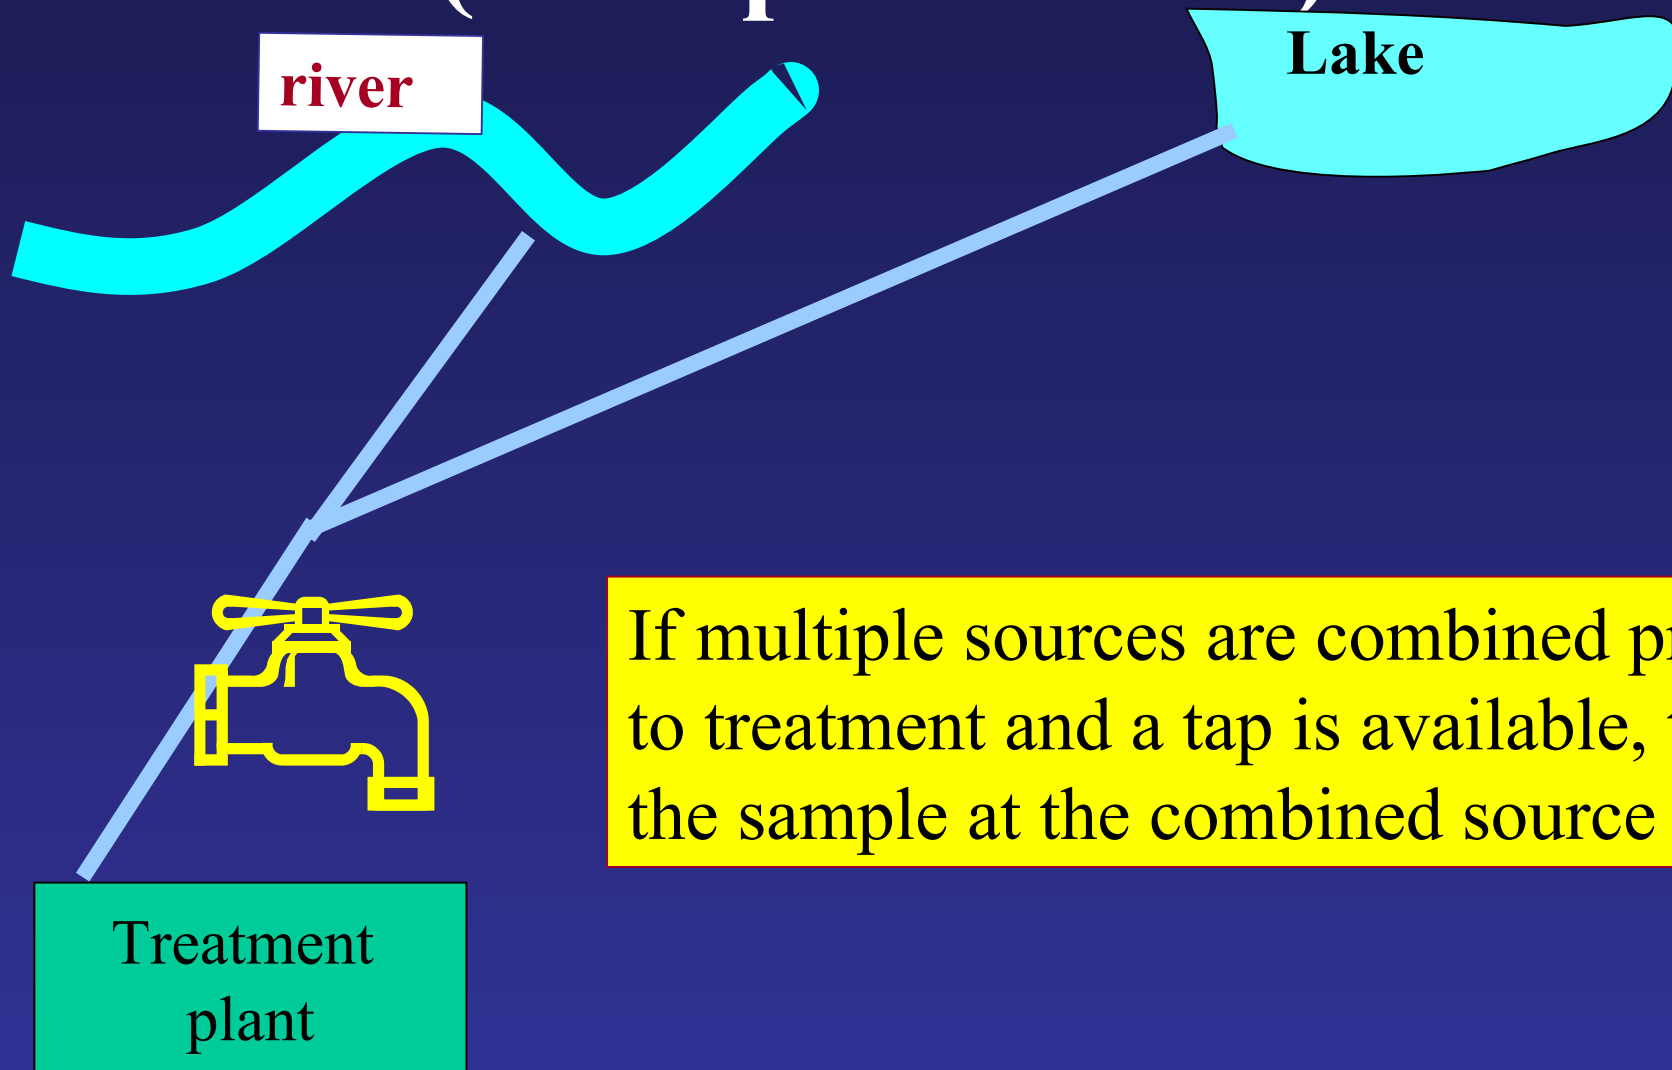 Lake
river
If multiple sources are combined
to treatment and a tap is available,
the sample at the combined source
Treatment
plant